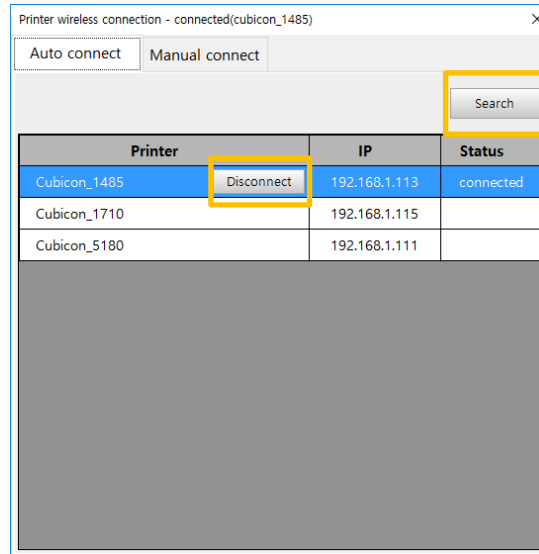 Printer wireless connection - connected(cubicon_1485)
Auto connect Manual connect
Search
Printer IP Status
Cubicon_1485 Disconnect 192.168.1.113 connected
Cubicon_1710 192.168.1.115
Cubicon_5180 192.168.1.111